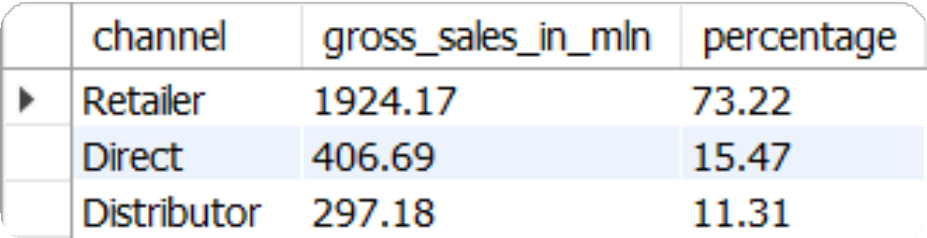 channel gross_sales_in_mln percentage
Retailer 1924.17 73.22
Direct 406.69 15.47
Distributor 297.18 11.31